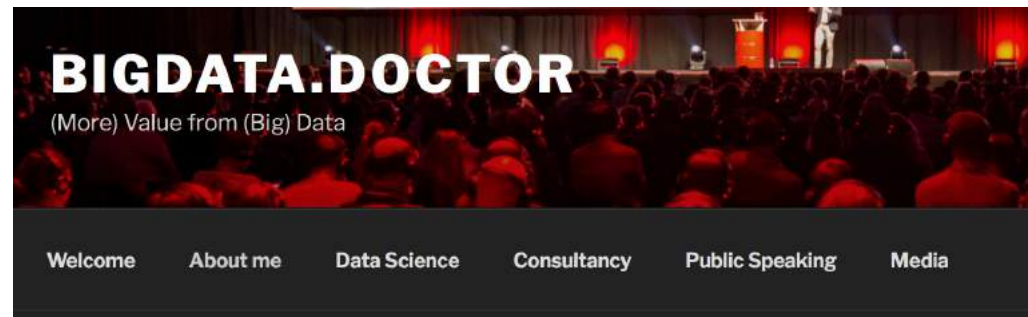 BIGDATA.DOCTOR
(More) Value from (Big) Data
Welcome About me Data Science Consultancy Public Speaking Media